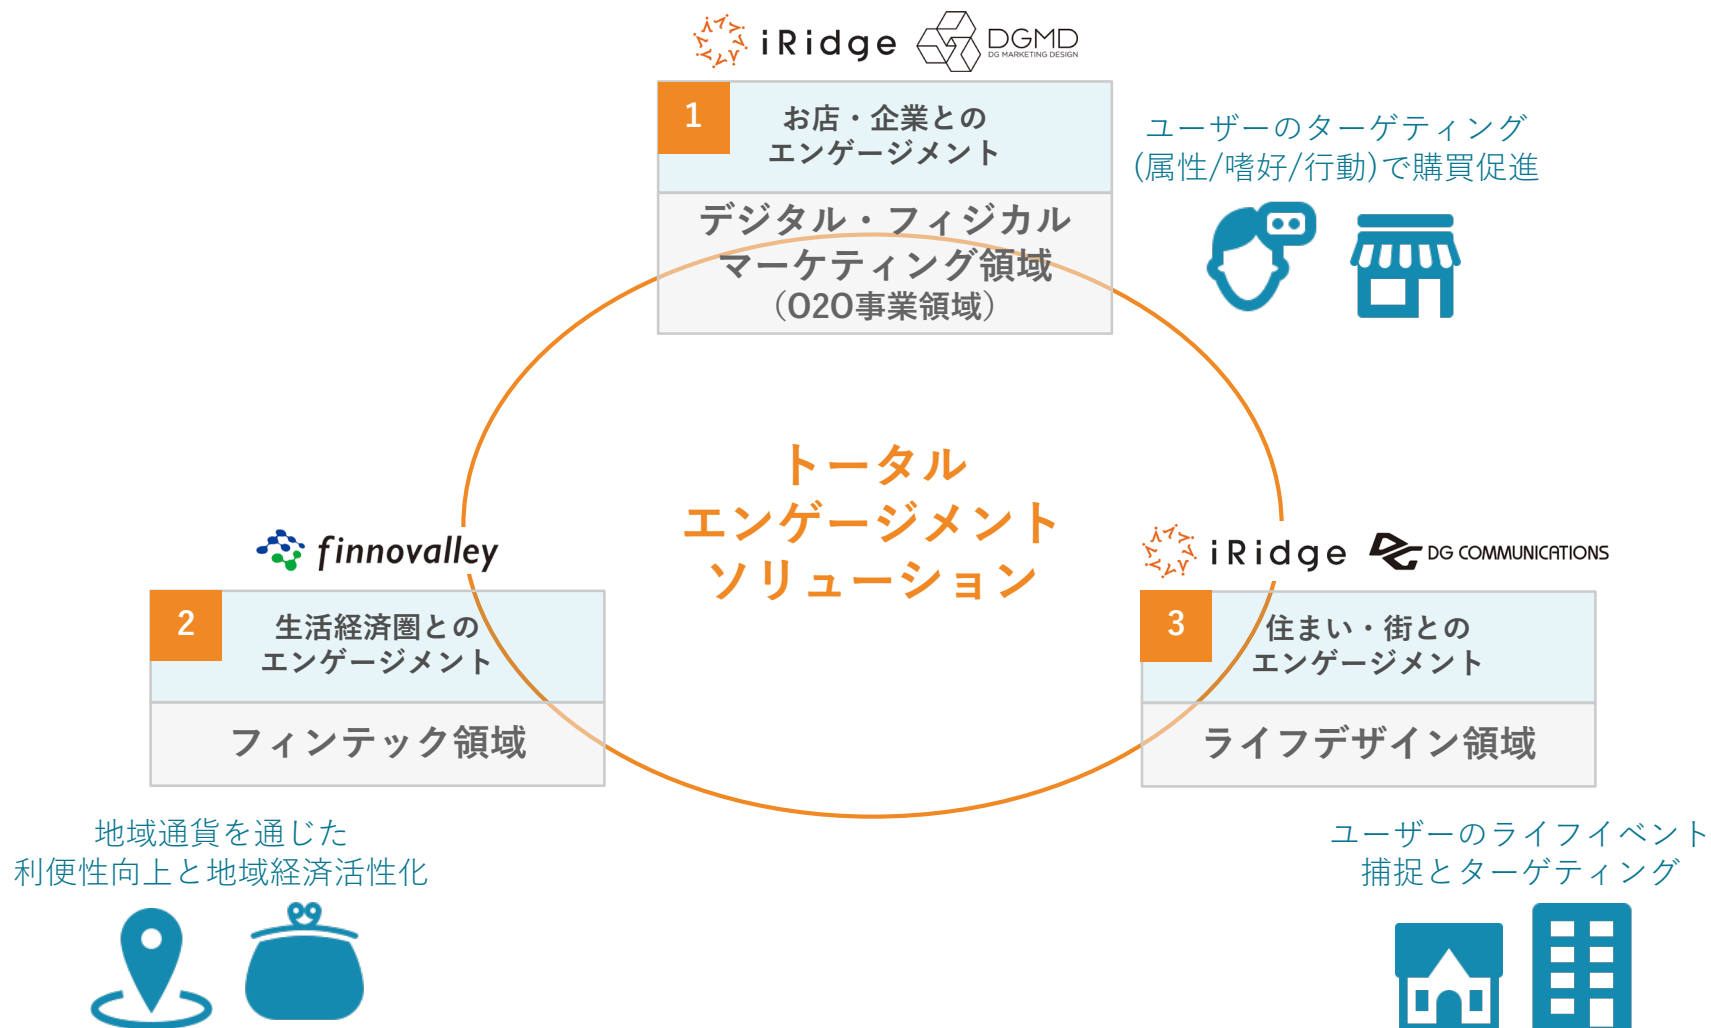 iRidge
DGMD
DG MARKETING DESIGN
1
お店・企業との
エンゲージメント
デジタル・フィジカル
マーケティング領域
（O2O事業領域）
ユーザーのターゲティング
(属性/嗜好/行動)で購買促進
トータル
エンゲージメント
ソリューション
finnovalley
2
生活経済圏との
エンゲージメント
フィンテック領域
地域通貨を通じた
利便性向上と地域経済活性化
iRidge
DG COMMUNICATIONS
3
住まい・街との
エンゲージメント
ライフデザイン領域
ユーザーのライフイベント
捕捉とターゲティング